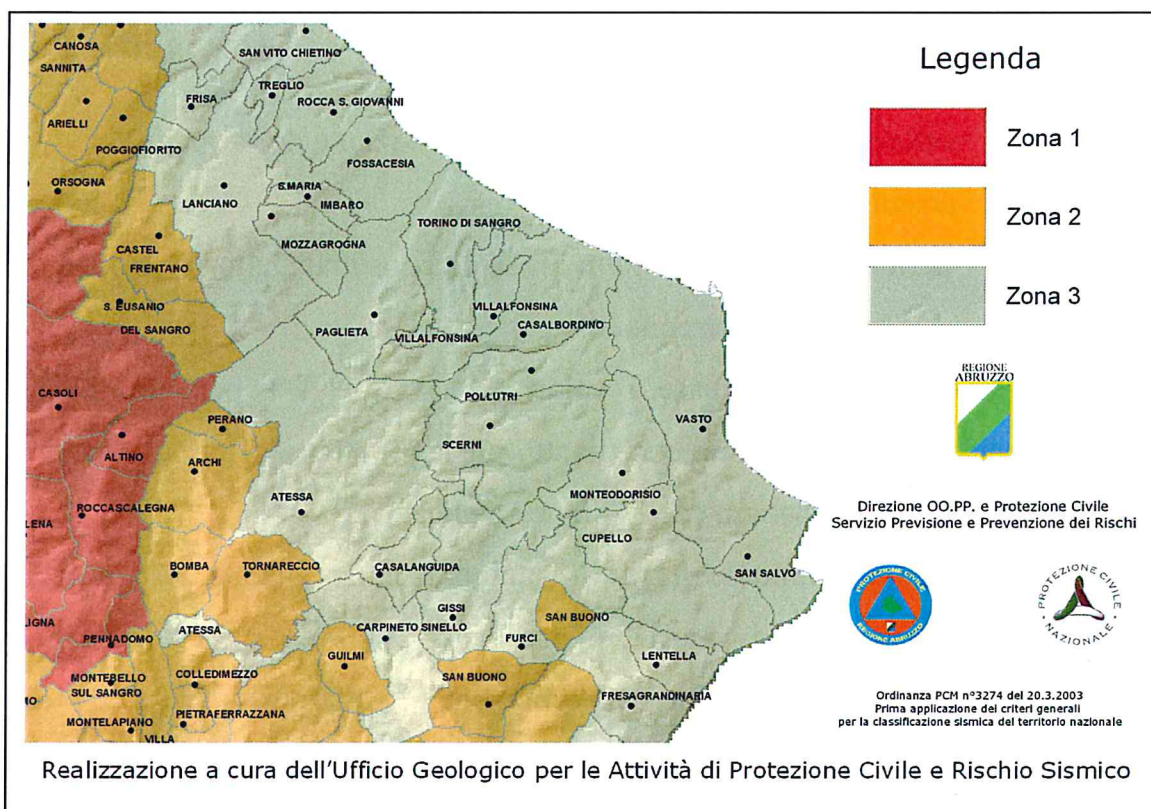 CANOSA
SANNITA
SAN VITO CHIETINO
TREGLIO
FRISA
ROCCA S. GIOVANNI
ARIELLI
POGGIOFIORITO
FOSSACESIA
ORSOGNA
S.MARIA
IMBARO
LANCIANO
MOZZAGROGNA
TORINO DI SANGRO
CASTEL
FRENTANO
S. EUSANIO
DEL SANGRO
VILLALFONSINA
PAGLIETA
VILLALFONSINA
CASALBORDINO
CASOLI
POLLUTRI
PERANO
VASTO
SCERNI
ALTINO
ARCHI
ATESSA
MONTEODORISIO
ROCCASCALEGNA
LENA
CUPELLO
BOMBA
TORNARECCIO
CASALANGUIDA
SAN SALVO
GISSI
SAN BUONO
LIGNA
ATESSA
CARPINETO SINELLO
FURCI
PENNADOMO
GUILMI
LENTELLA
MONTEBELLO
SUL SANGRO
COLLEDIMEZZO
SAN BUONO
FRESAGRANDINARIA
MO
MONTELAPIANO
PIETRAFERRAZZANA
VILLA
Legenda
Zona 1
Zona 2
Zona 3
REGIONE
ABRUZZO
Direzione OO.PP. e Protezione Civile
Servizio Previsione e Prevenzione dei Rischi
PROTEZIONE CIVILE
REGIONE ABRUZZO
PROTEZIONE CIVILE
NAZIONALE
Ordinanza PCM n°3274 del 20.3.2003
Prima applicazione dei criteri generali
per la classificazione sismica del territorio nazionale
Realizzazione a cura dell'Ufficio Geologico per le Attività di Protezione Civile e Rischio Sismico